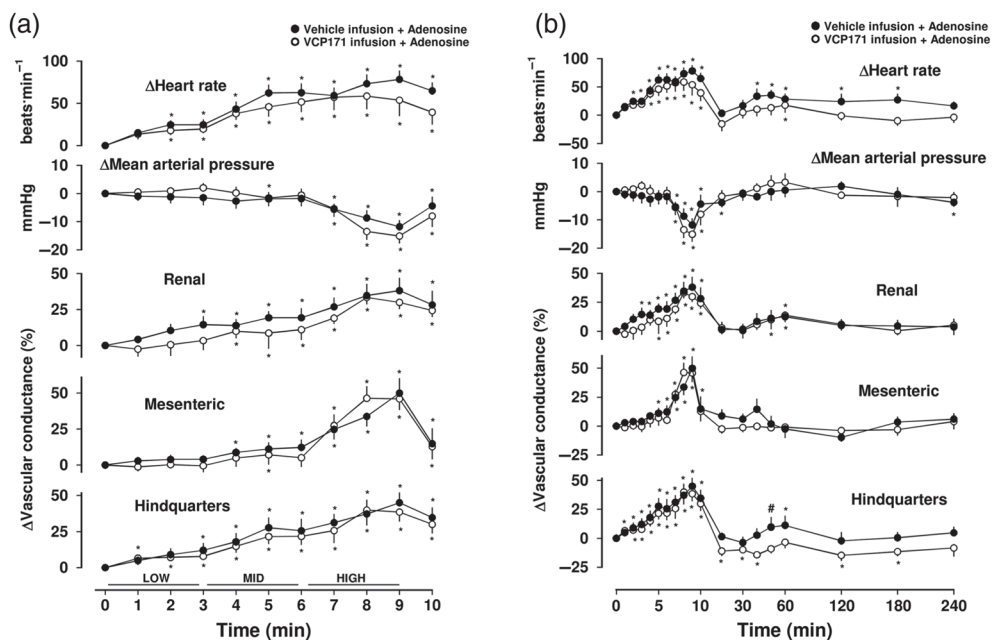 (a)
● Vehicle infusion + Adenosine
○ VCP171 infusion + Adenosine
100
50
0
beats·min⁻¹
ΔHeart rate
10
0
−10
−20
mmHg
ΔMean arterial pressure
50
25
0
Renal
ΔVascular conductance (%)
50
25
0
Mesenteric
50
25
0
Hindquarters
LOW MID HIGH
0 1 2 3 4 5 6 7 8 9 10
Time (min)
(b)
● Vehicle infusion + Adenosine
○ VCP171 infusion + Adenosine
100
50
0
−50
beats·min⁻¹
ΔHeart rate
10
0
−10
−20
mmHg
ΔMean arterial pressure
50
25
0
Renal
ΔVascular conductance (%)
50
25
0
−25
Mesenteric
50
25
0
−25
Hindquarters
#
0 5 10 30 60 120 180 240
Time (min)